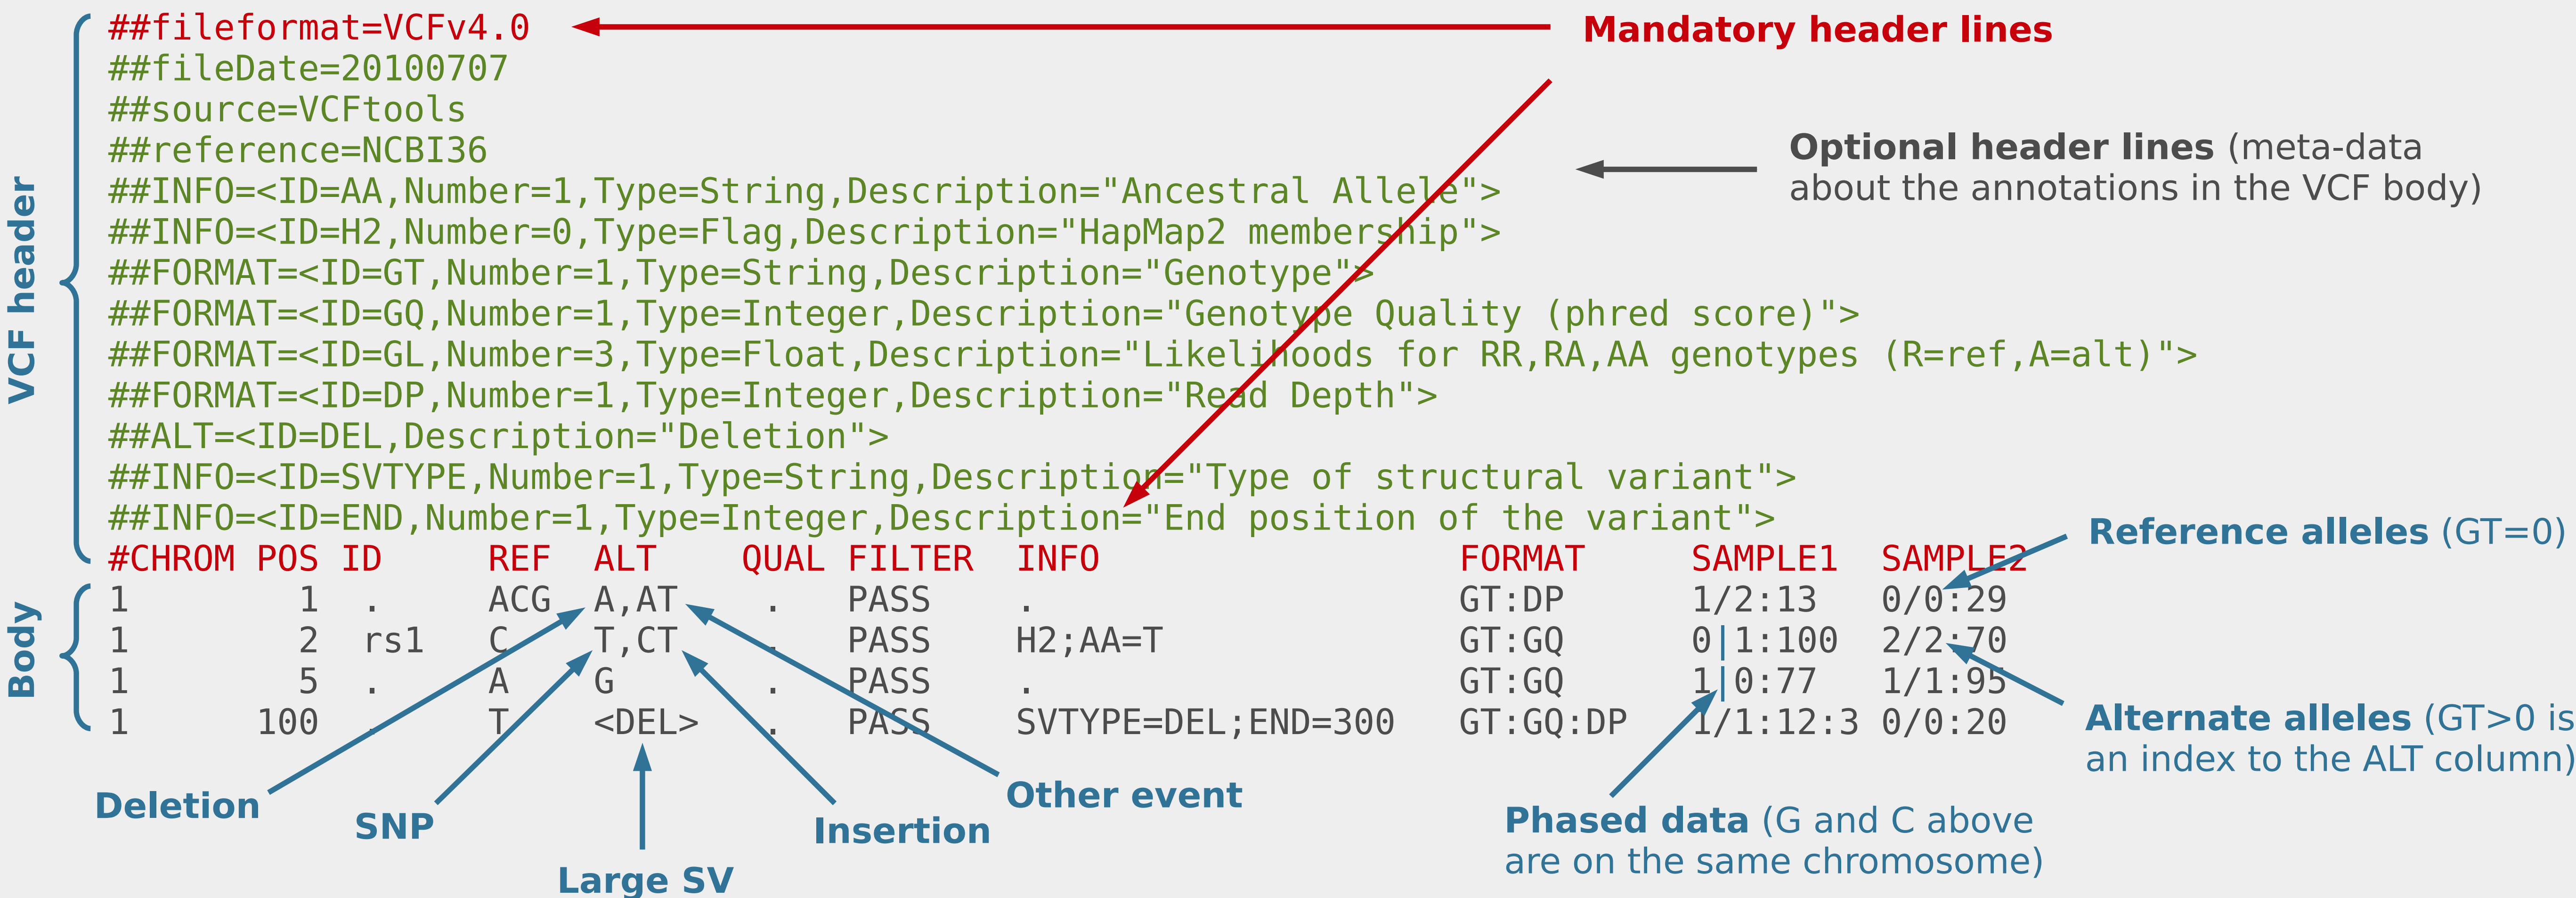 ##fileformat=VCFv4.0
Mandatory header lines
##fileDate=20100707
##source=VCFtools
##reference=NCBI36
Optional header lines (meta-data
about the annotations in the VCF body)
##INFO=<ID=AA,Number=1,Type=String,Description="Ancestral Allele">
##INFO=<ID=H2,Number=0,Type=Flag,Description="HapMap2 membership">
##FORMAT=<ID=GT,Number=1,Type=String,Description="Genotype">
##FORMAT=<ID=GQ,Number=1,Type=Integer,Description="Genotype Quality (phred score)">
##FORMAT=<ID=GL,Number=3,Type=Float,Description="Likelihoods for RR,RA,AA genotypes (R=ref,A=alt)">
##FORMAT=<ID=DP,Number=1,Type=Integer,Description="Read Depth">
##ALT=<ID=DEL,Description="Deletion">
##INFO=<ID=SVTYPE,Number=1,Type=String,Description="Type of structural variant">
##INFO=<ID=END,Number=1,Type=Integer,Description="End position of the variant">
VCF header
#CHROM POS ID REF ALT QUAL FILTER INFO FORMAT SAMPLE1 SAMPLE2
Reference alleles (GT=0)
Body
1 1 . ACG A,AT . PASS . GT:DP 1/2:13 0/0:29
1 2 rs1 C T,CT . PASS H2;AA=T GT:GQ 0|1:100 2/2:70
1 5 . A G . PASS . GT:GQ 1|0:77 1/1:95
1 100 . T <DEL> . PASS SVTYPE=DEL;END=300 GT:GQ:DP 1/1:12:3 0/0:20
Alternate alleles (GT>0 is
an index to the ALT column)
Deletion
SNP
Large SV
Insertion
Other event
Phased data (G and C above
are on the same chromosome)